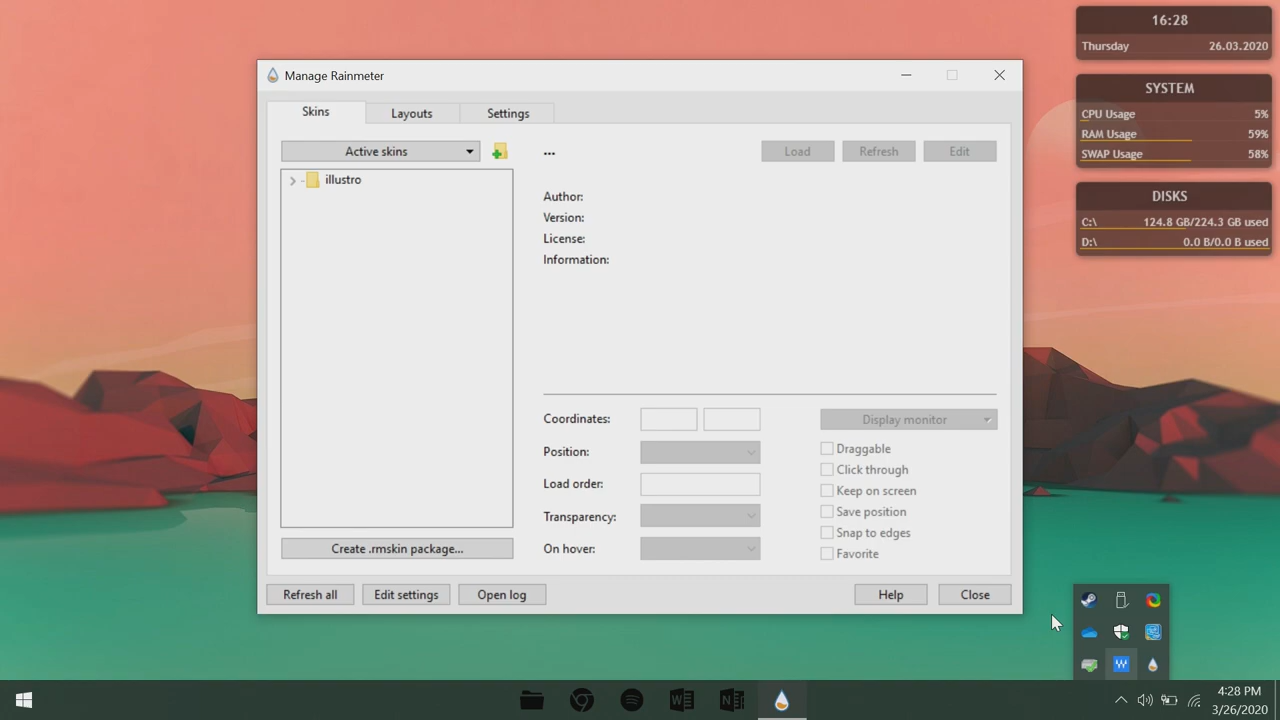 16:28
Thursday 26.03.2020
SYSTEM
CPU Usage 5%
RAM Usage 59%
SWAP Usage 58%
DISKS
C:\ 124.8 GB/224.3 GB used
D:\ 0.0 B/0.0 B used
Manage Rainmeter
Skins Layouts Settings
Active skins ... Load Refresh Edit
illustro
Author:
Version:
License:
Information:
Coordinates: Display monitor
Draggable
Position:
Click through
Load order: Keep on screen
Transparency: Save position
Snap to edges
On hover: Favorite
Create .rmskin package...
Refresh all Edit settings Open log Help Close
4:28 PM
3/26/2020